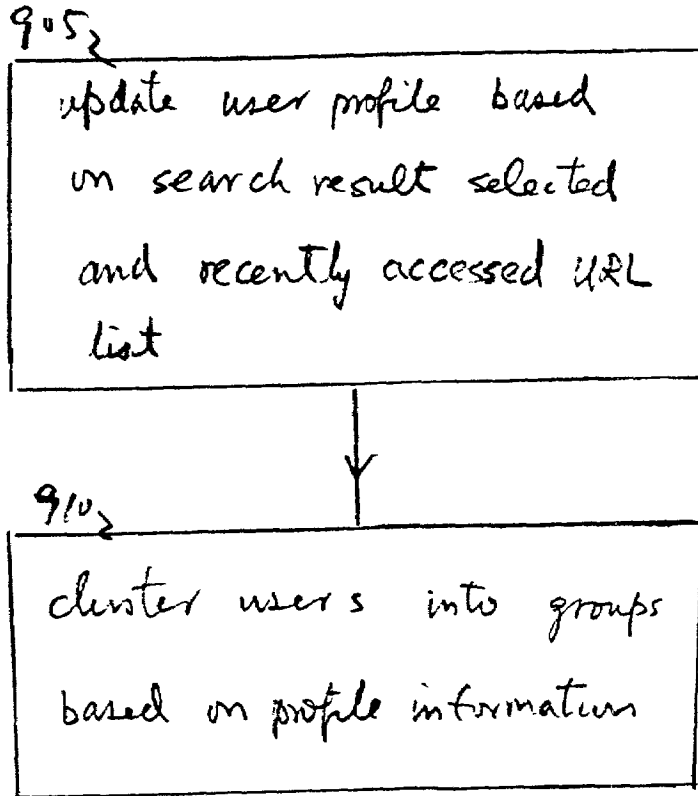 905
update user profile based
on search result selected
and recently accessed URL
list
910
cluster users into groups
based on profile information